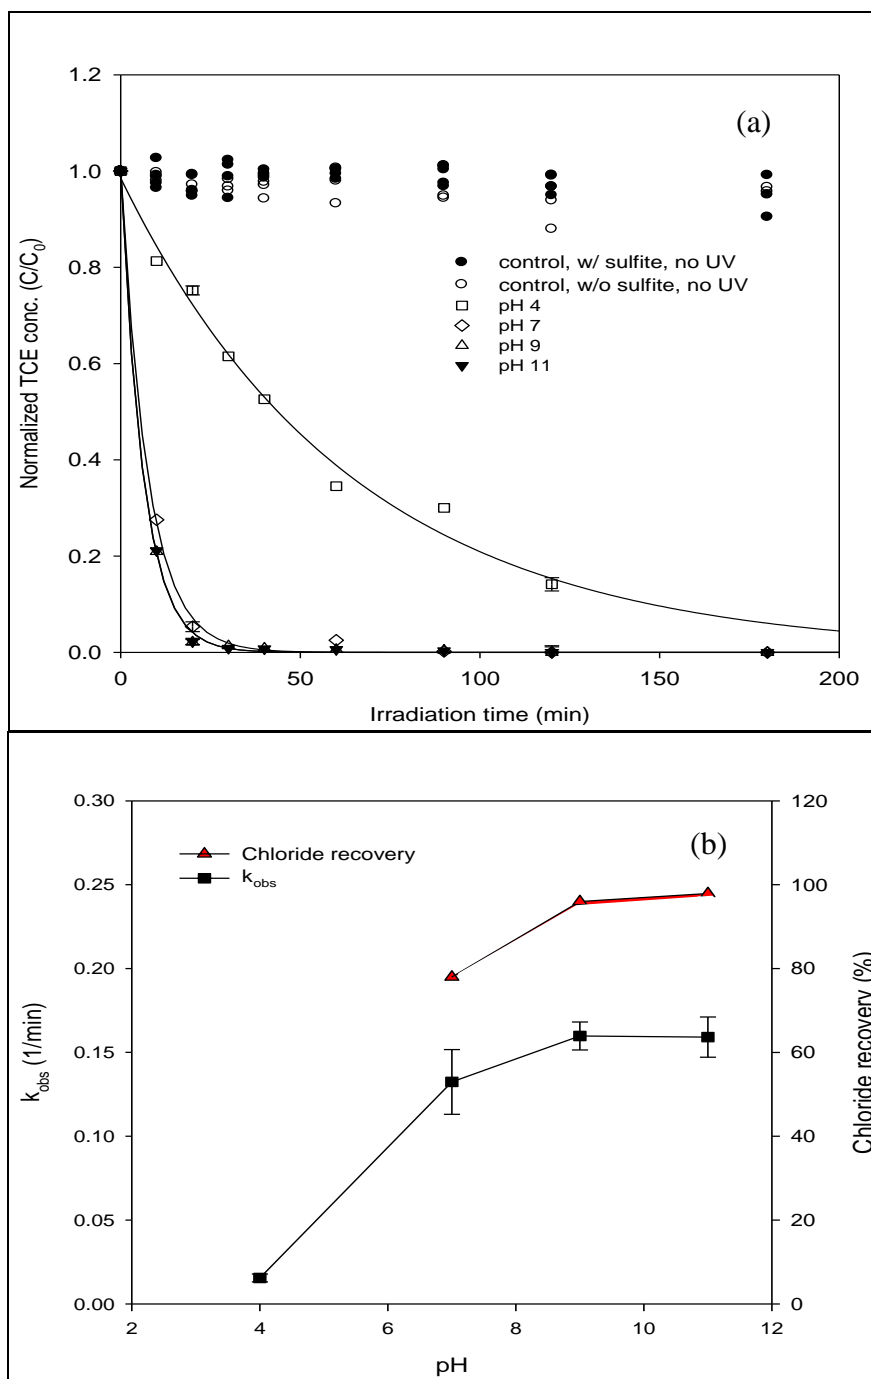 (a)
1.2
1.0
0.8
0.6
0.4
0.2
0.0
Normalized TCE conc. (C/C0)
control, w/ sulfite, no UV
control, w/o sulfite, no UV
pH 4
pH 7
pH 9
pH 11
0 50 100 150 200
Irradiation time (min)
(b)
Chloride recovery
kobs
0.30
0.25
0.20
0.15
0.10
0.05
0.00
kobs (1/min)
120
100
80
60
40
20
0
Chloride recovery (%)
2 4 6 8 10 12
pH